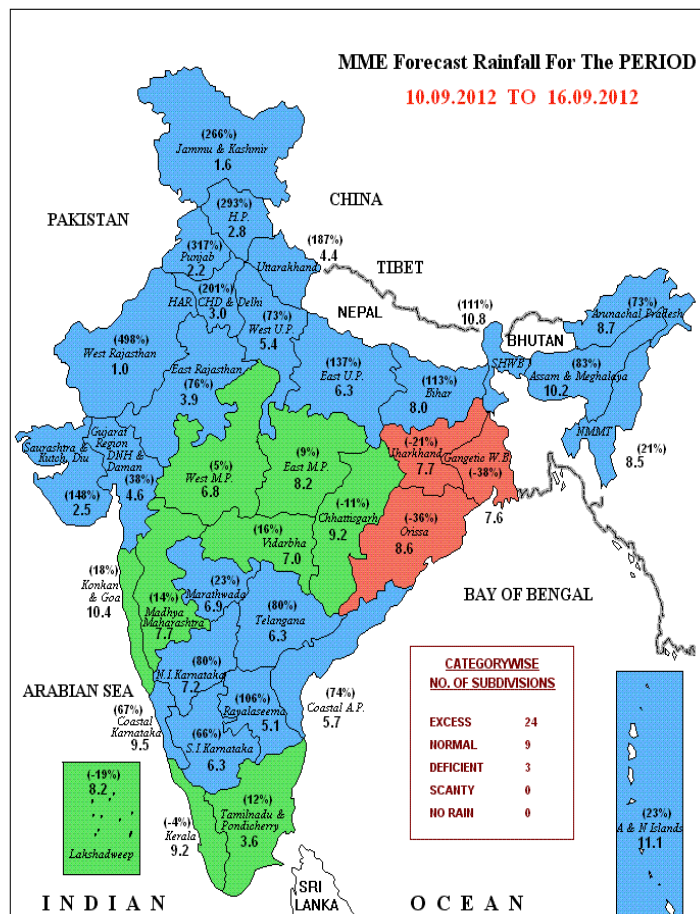 MME Forecast Rainfall For The PERIOD
10.09.2012 TO 16.09.2012
(266%)
Jammu & Kashmir
1.6
CHINA
PAKISTAN
(293%)
H.P.
2.8
(317%)
Punjab
2.2
(187%)
4.4
Uttarakhand
TIBET
(201%)
HAR. CHD & Delhi
3.0
NEPAL
(73%)
West U.P.
5.4
(111%)
10.8
BHUTAN
SHWB
(73%)
Arunachal Pradesh
8.7
(498%)
West Rajasthan
1.0
East Rajasthan
(76%)
3.9
(137%)
East U.P.
6.3
(113%)
Bihar
8.0
(83%)
Assam & Meghalaya
10.2
NMMT
(21%)
8.5
Saurashtra &
Kutch, Diu
(148%)
2.5
Gujarat
Region
DNH &
Daman
(38%)
4.6
(5%)
West M.P.
6.8
(9%)
East M.P.
8.2
(-21%)
Jharkhand
7.7
Gangetic W.B.
(-38%)
7.6
(-11%)
Chhattisgarh
9.2
(-36%)
Orissa
8.6
(16%)
Vidarbha
7.0
(18%)
Konkan
& Goa
10.4
(14%)
Madhya
Maharashtra
7.7
(23%)
Marathwada
6.9
(80%)
Telangana
6.3
BAY OF BENGAL
(80%)
N.I.Karnataka
7.2
ARABIAN SEA
(67%)
Coastal
Karnataka
9.5
(106%)
Rayalaseema
5.1
(74%)
Coastal A.P.
5.7
(66%)
S.I.Karnataka
6.3
CATEGORYWISE
NO. OF SUBDIVISIONS
EXCESS 24
NORMAL 9
DEFICIENT 3
SCANTY 0
NO RAIN 0
(-19%)
8.2
Lakshadweep
(-4%)
Kerala
9.2
(12%)
Tamilnadu &
Pondicherry
3.6
(23%)
A & N Islands
11.1
SRI
LANKA
INDIAN OCEAN